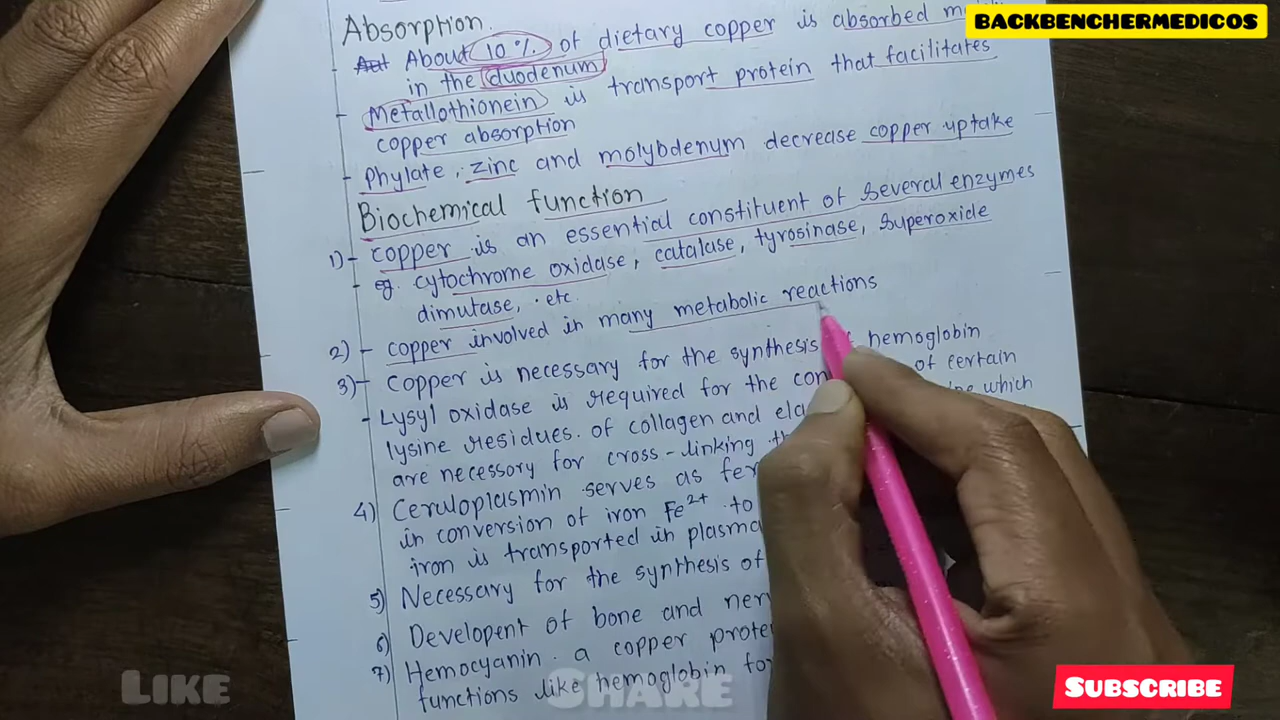 BACKBENCHERMEDICOS
Absorption.
About 10% of dietary copper is absorbed
in the duodenum
Metallothionein is transport protein that facilitates
copper absorption
Phylate, zinc and molybdenum decrease copper uptake
Biochemical function
1) - copper is an essential constituent of several enzymes
eg. cytochrome oxidase, catalase, tyrosinase, superoxide
dimutase, etc.
2) - copper involved in many metabolic reactions
3) - copper is necessary for the synthesis hemoglobin
- Lysyl oxidase is required for the of certain
lysine residues. of collagen and which
are necessory for cross-linking
4) Ceruloplasmin serves as
in conversion of iron Fe2+ to
iron is transported in plasma
5) Necessary for the synthesis of
6) Developent of bone and
7) Hemocyanin. a copper
functions like hemoglobin
LIKE
SHARE
SUBSCRIBE